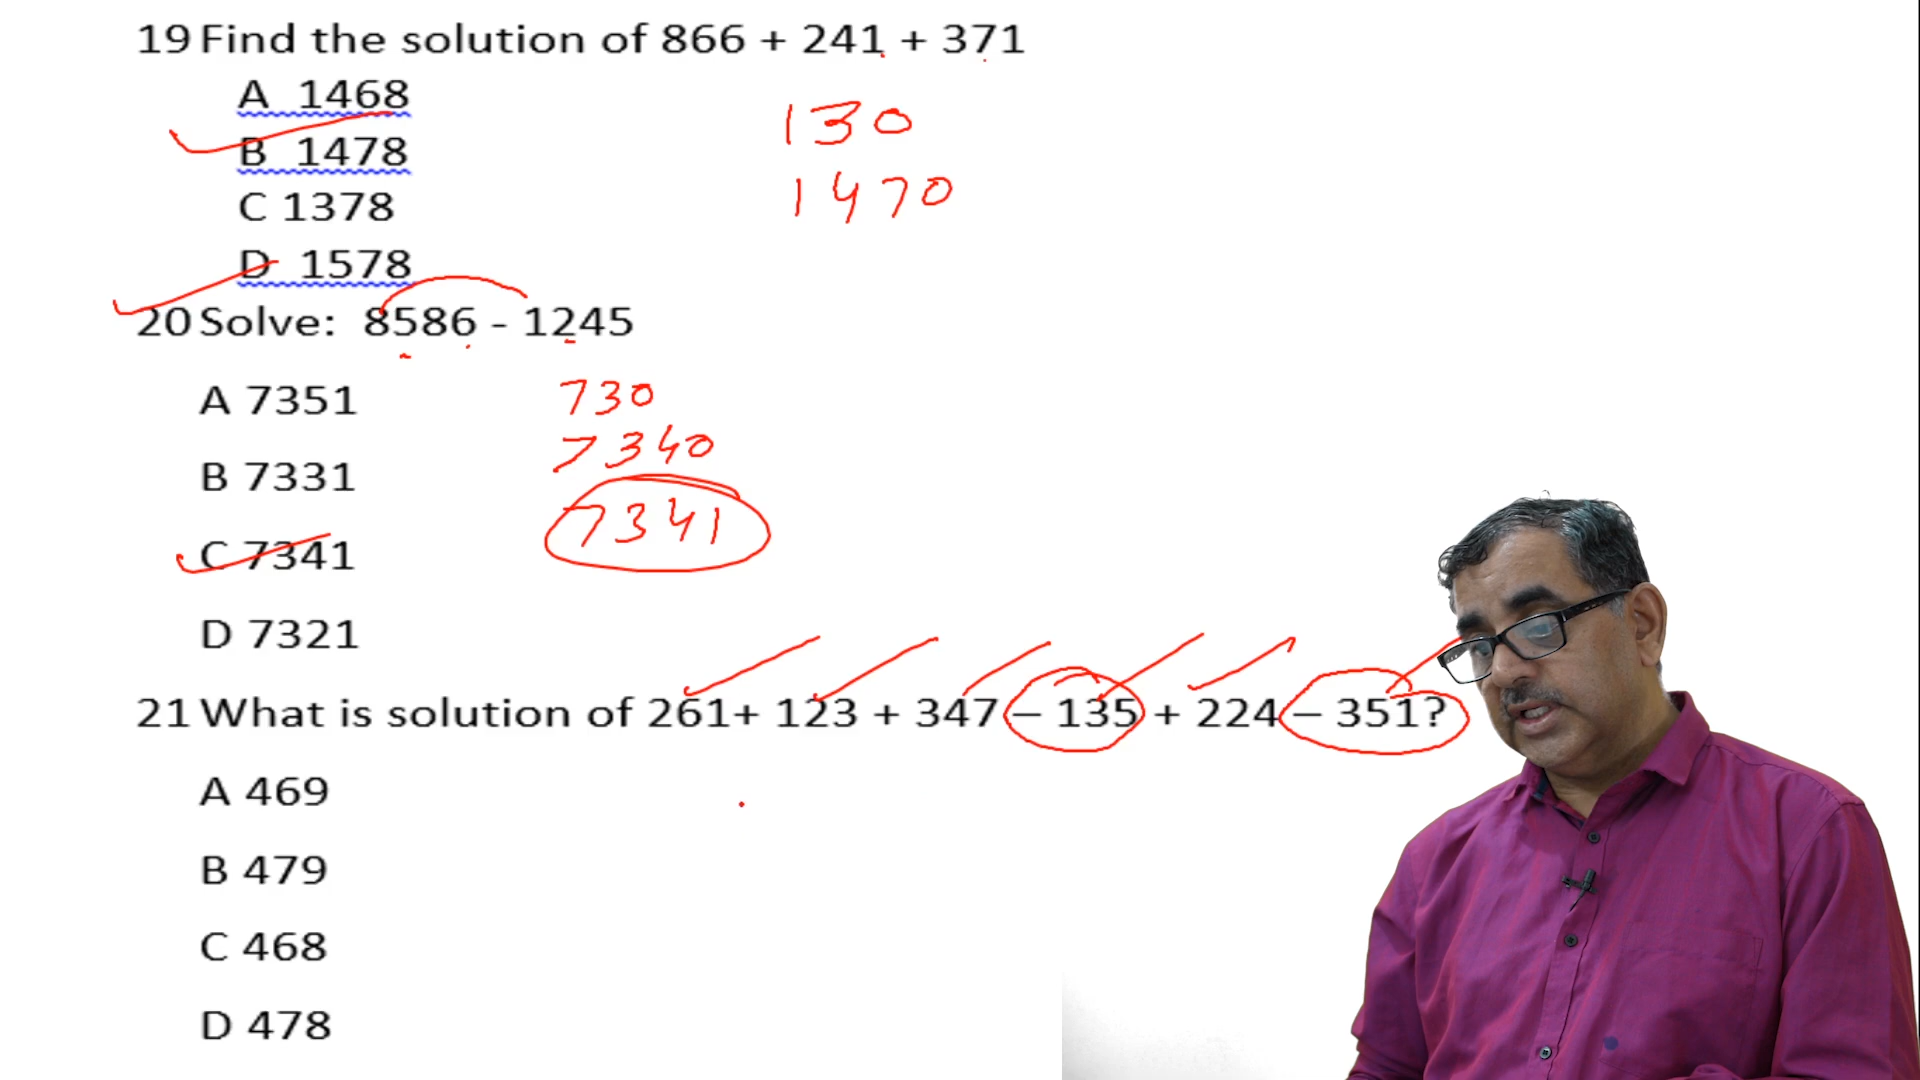 19 Find the solution of 866 + 241 + 371
A 1468
B 1478
C 1378
D 1578
130
1470
20 Solve: 8586 - 1245
A 7351
B 7331
C 7341
D 7321
730
7340
7341
21 What is solution of 261+ 123 + 347 – 135 + 224 – 351?
A 469
B 479
C 468
D 478